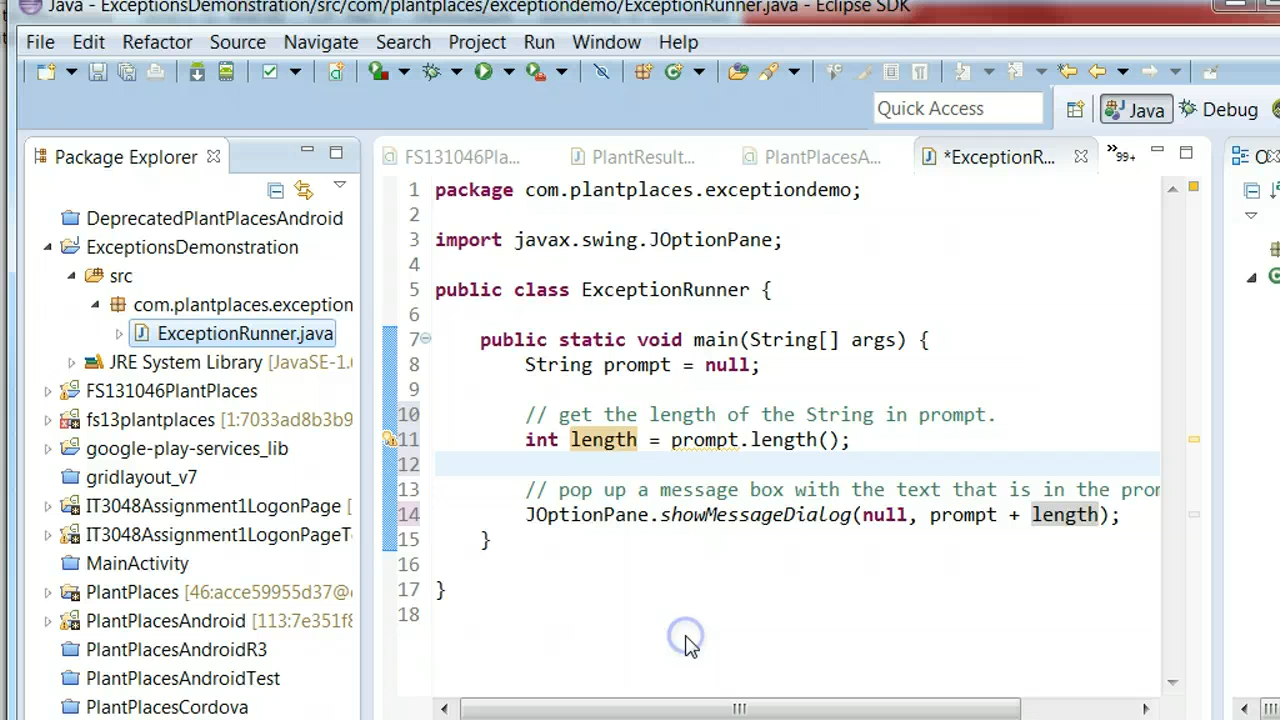 Java - ExceptionsDemonstration/src/com/plantplaces/exceptiondemo/ExceptionRunner.java - Eclipse SDK
File Edit Refactor Source Navigate Search Project Run Window Help
Quick Access
Java
Debug
Package Explorer
DeprecatedPlantPlacesAndroid
ExceptionsDemonstration
src
com.plantplaces.exception
ExceptionRunner.java
JRE System Library [JavaSE-1.
FS131046PlantPlaces
fs13plantplaces [1:7033ad8b3b9
google-play-services_lib
gridlayout_v7
IT3048Assignment1LogonPage [
IT3048Assignment1LogonPageT
MainActivity
PlantPlaces [46:acce59955d37@
PlantPlacesAndroid [113:7e351f8
PlantPlacesAndroidR3
PlantPlacesAndroidTest
PlantPlacesCordova
FS131046Pla... PlantResult... PlantPlacesA... *ExceptionR... »99+
1 package com.plantplaces.exceptiondemo;
2
3 import javax.swing.JOptionPane;
4
5 public class ExceptionRunner {
6
7 public static void main(String[] args) {
8 String prompt = null;
9
10 // get the length of the String in prompt.
11 int length = prompt.length();
12
13 // pop up a message box with the text that is in the pro
14 JOptionPane.showMessageDialog(null, prompt + length);
15 }
16
17 }
18